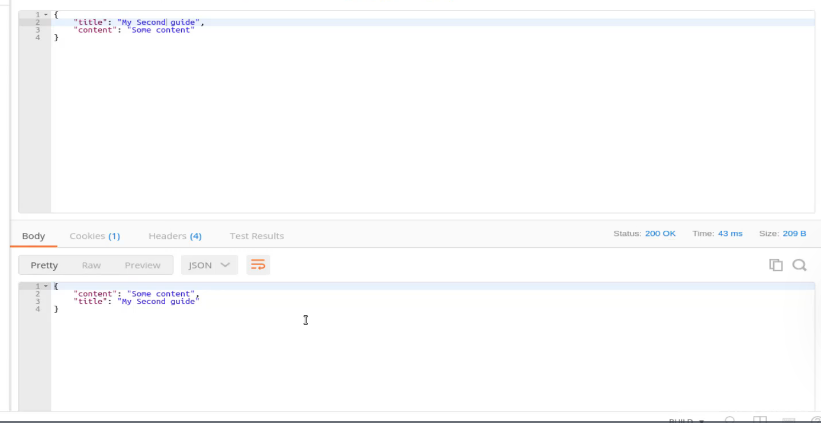 1 {
2 "title": "My Second guide",
3 "content": "Some content"
4 }
Body Cookies (1) Headers (4) Test Results Status: 200 OK Time: 43 ms Size: 209 B
Pretty Raw Preview JSON
1 {
2 "content": "Some content",
3 "title": "My Second guide"
4 }
BUILD